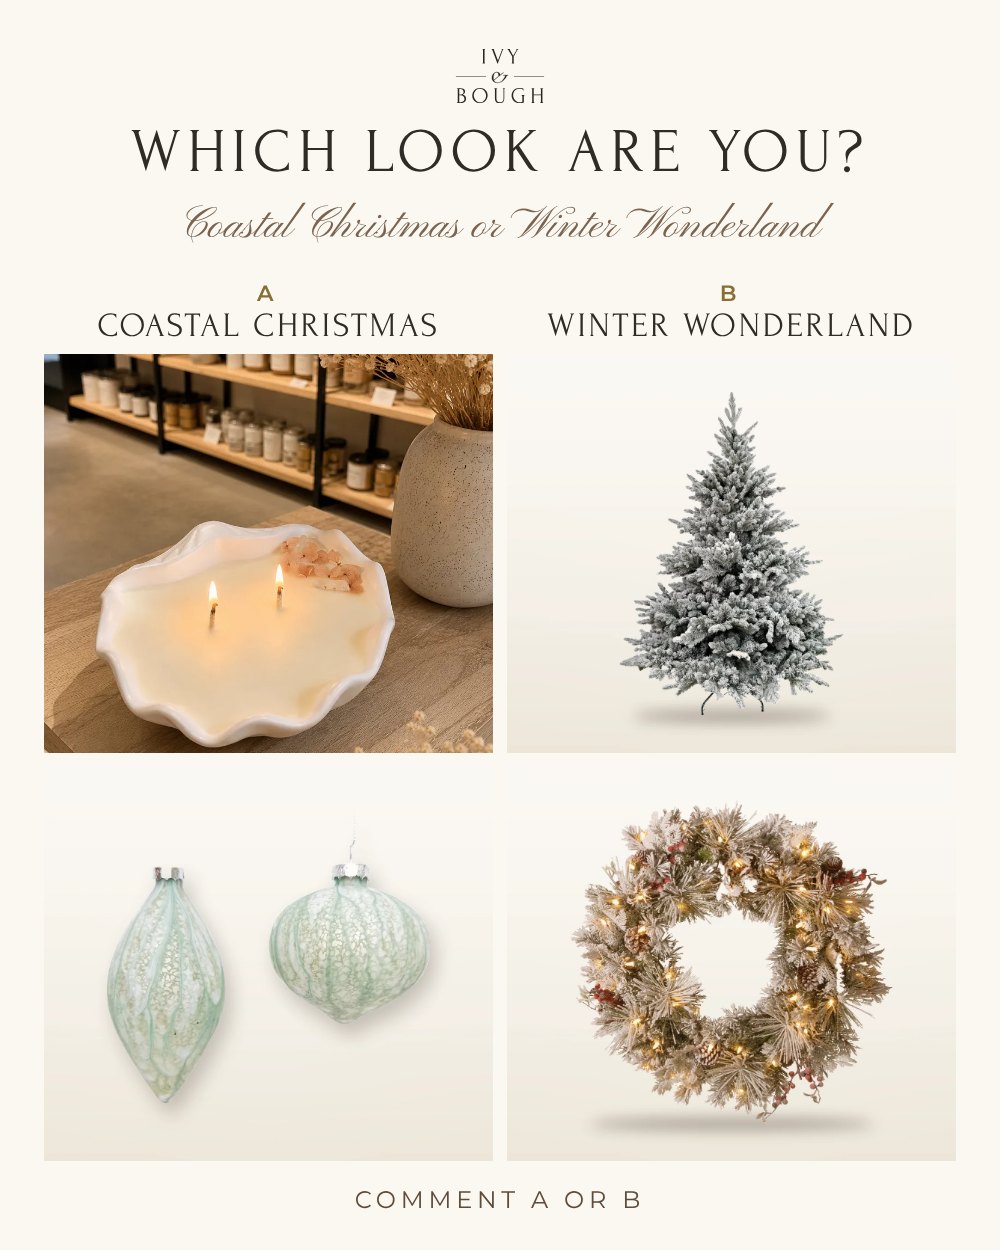 IVY
&
BOUGH
WHICH LOOK ARE YOU?
Coastal Christmas or Winter Wonderland
A
COASTAL CHRISTMAS
B
WINTER WONDERLAND
COMMENT A OR B